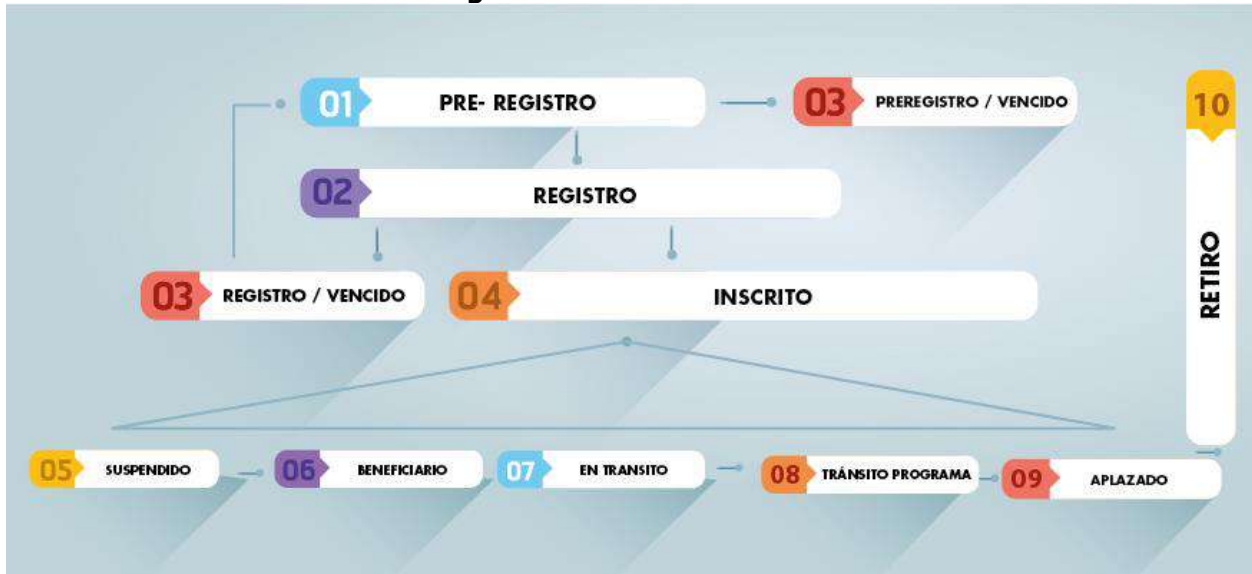 01 PRE- REGISTRO
03 PREREGISTRO / VENCIDO
02 REGISTRO
03 REGISTRO / VENCIDO
04 INSCRITO
05 SUSPENDIDO
06 BENEFICIARIO
07 EN TRANSITO
08 TRÁNSITO PROGRAMA
09 APLAZADO
10 RETIRO